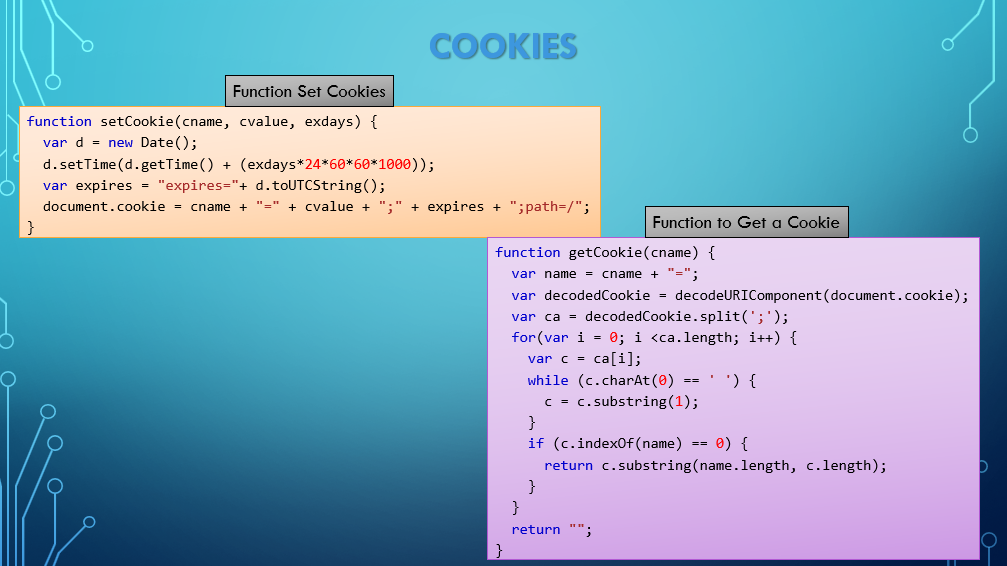 COOKIES
Function Set Cookies
function setCookie(cname, cvalue, exdays) {
  var d = new Date();
  d.setTime(d.getTime() + (exdays*24*60*60*1000));
  var expires = "expires="+ d.toUTCString();
  document.cookie = cname + "=" + cvalue + ";" + expires + ";path=/";
}
Function to Get a Cookie
function getCookie(cname) {
  var name = cname + "=";
  var decodedCookie = decodeURIComponent(document.cookie);
  var ca = decodedCookie.split(';');
  for(var i = 0; i <ca.length; i++) {
    var c = ca[i];
    while (c.charAt(0) == ' ') {
      c = c.substring(1);
    }
    if (c.indexOf(name) == 0) {
      return c.substring(name.length, c.length);
    }
  }
  return "";
}